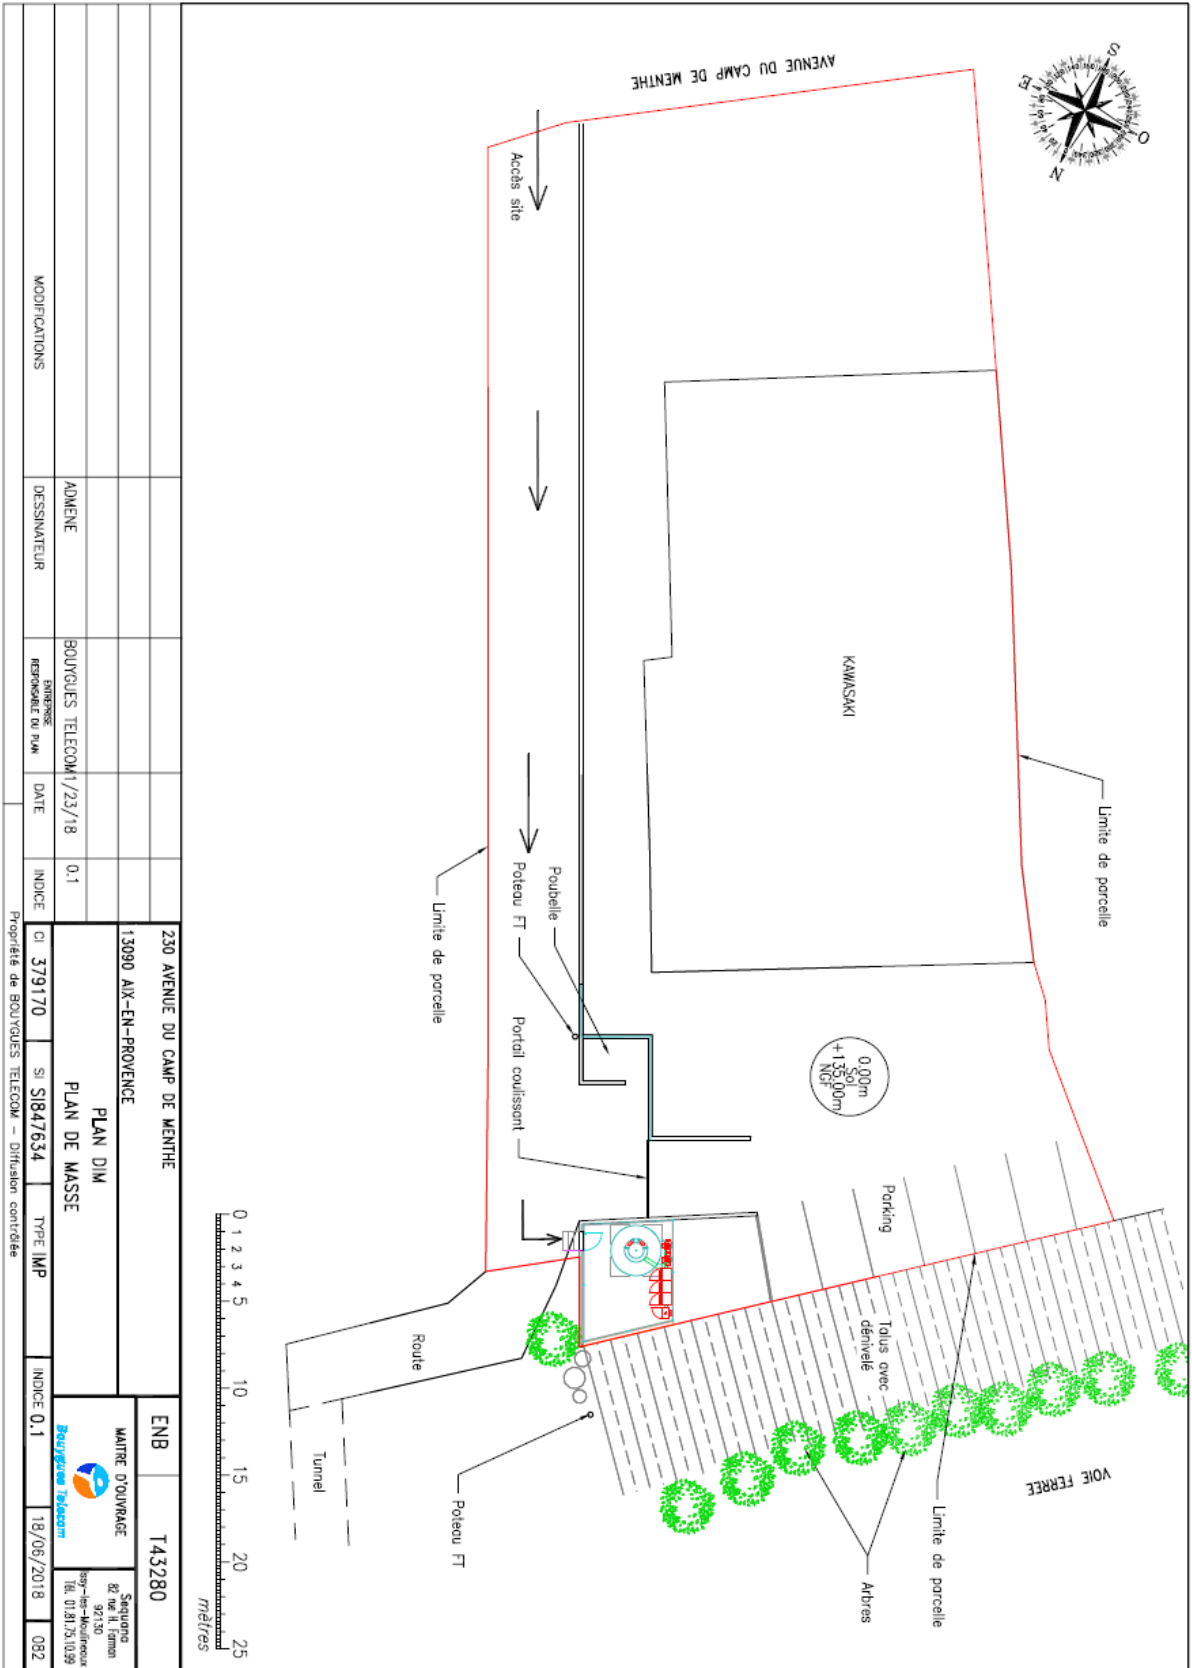 AVENUE DU CAMP DE MENTHE
S
E
O
N
Accès site
KAWASAKI
Limite de parcelle
Limite de parcelle
Poubelle
Poteau FT
Portail coulissant
0.00m
Sol
+135.00m
NGF
Parking
Talus avec
dénivelé
VOIE FERREE
Limite de parcelle
Arbres
Route
Tunnel
Poteau FT
0 1 2 3 4 5 10 15 20 25
mètres
ADMENE BOUYGUES TELECOM 1/23/18 0.1
MODIFICATIONS DESSINATEUR ENTREPRISE RESPONSABLE DU PLAN DATE INDICE
230 AVENUE DU CAMP DE MENTHE
13090 AIX-EN-PROVENCE
PLAN DIM
PLAN DE MASSE
CI 379170 SI SI847634 TYPE IMP INDICE 0.1 18/06/2018 082
ENB T43280
MAITRE D'OUVRAGE
Bouygues Telecom
Sequana
82 rue H. Farman
92130
Issy-les-Moulineaux
Tél. 01.81.75.10.99
Propriété de BOUYGUES TELECOM - Diffusion contrôlée